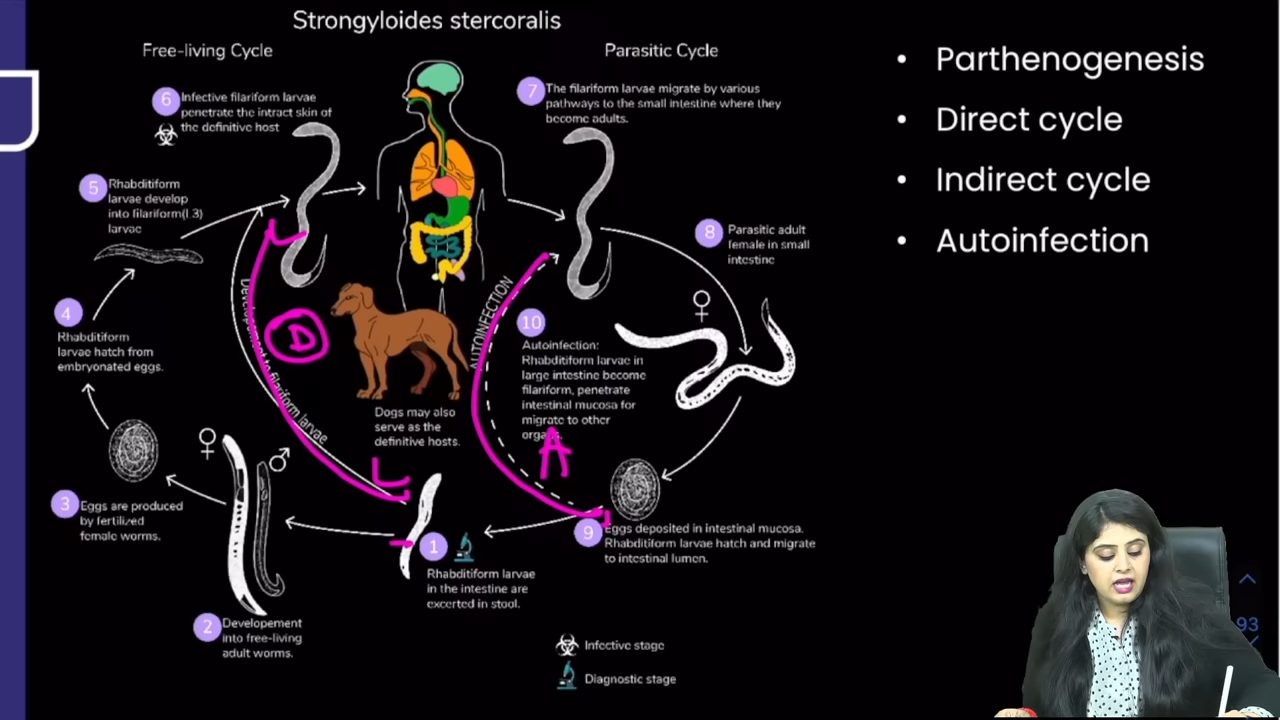 Strongyloides stercoralis
Free-living Cycle
Parasitic Cycle
6
Infective filariform larvae
penetrate the intract skin of
the definitive host
7
The filariform larvae migrate by various
pathways to the small intestine where they
become adults.
5
Rhabditiform
larvae develop
into filariform(L3)
larvae
8
Parasitic adult
female in small
intestine
4
Rhabditiform
larvae hatch from
embryonated eggs.
Development to filariform larvae
D
AUTOINFECTION
10
Autoinfection:
Rhabditiform larvae in
large intestine become
filariform, penetrate
intestinal mucosa for
migrate to other
organs.
A
Dogs may also
serve as the
definitive hosts.
L
♀
♀
♂
3
Eggs are produced
by fertilized
female worms.
9
Eggs deposited in intestinal mucosa.
Rhabditiform larvae hatch and migrate
to intestinal lumen.
1
Rhabditiform larvae
in the intestine are
excerted in stool.
2
Developement
into free-living
adult worms.
Infective stage
Diagnostic stage
• Parthenogenesis
• Direct cycle
• Indirect cycle
• Autoinfection
93